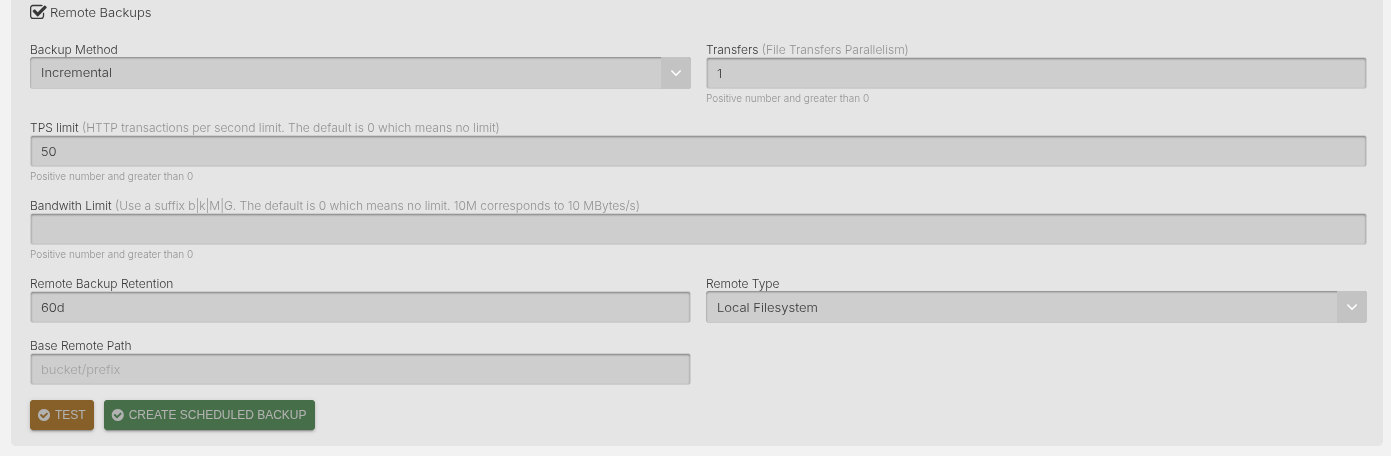 Remote Backups
Backup Method
Transfers (File Transfers Parallelism)
Incremental
1
Positive number and greater than 0
TPS limit (HTTP transactions per second limit. The default is 0 which means no limit)
50
Positive number and greater than 0
Bandwith Limit (Use a suffix b|k|M|G. The default is 0 which means no limit. 10M corresponds to 10 MBytes/s)
Positive number and greater than 0
Remote Backup Retention
Remote Type
60d
Local Filesystem
Base Remote Path
bucket/prefix
TEST
CREATE SCHEDULED BACKUP